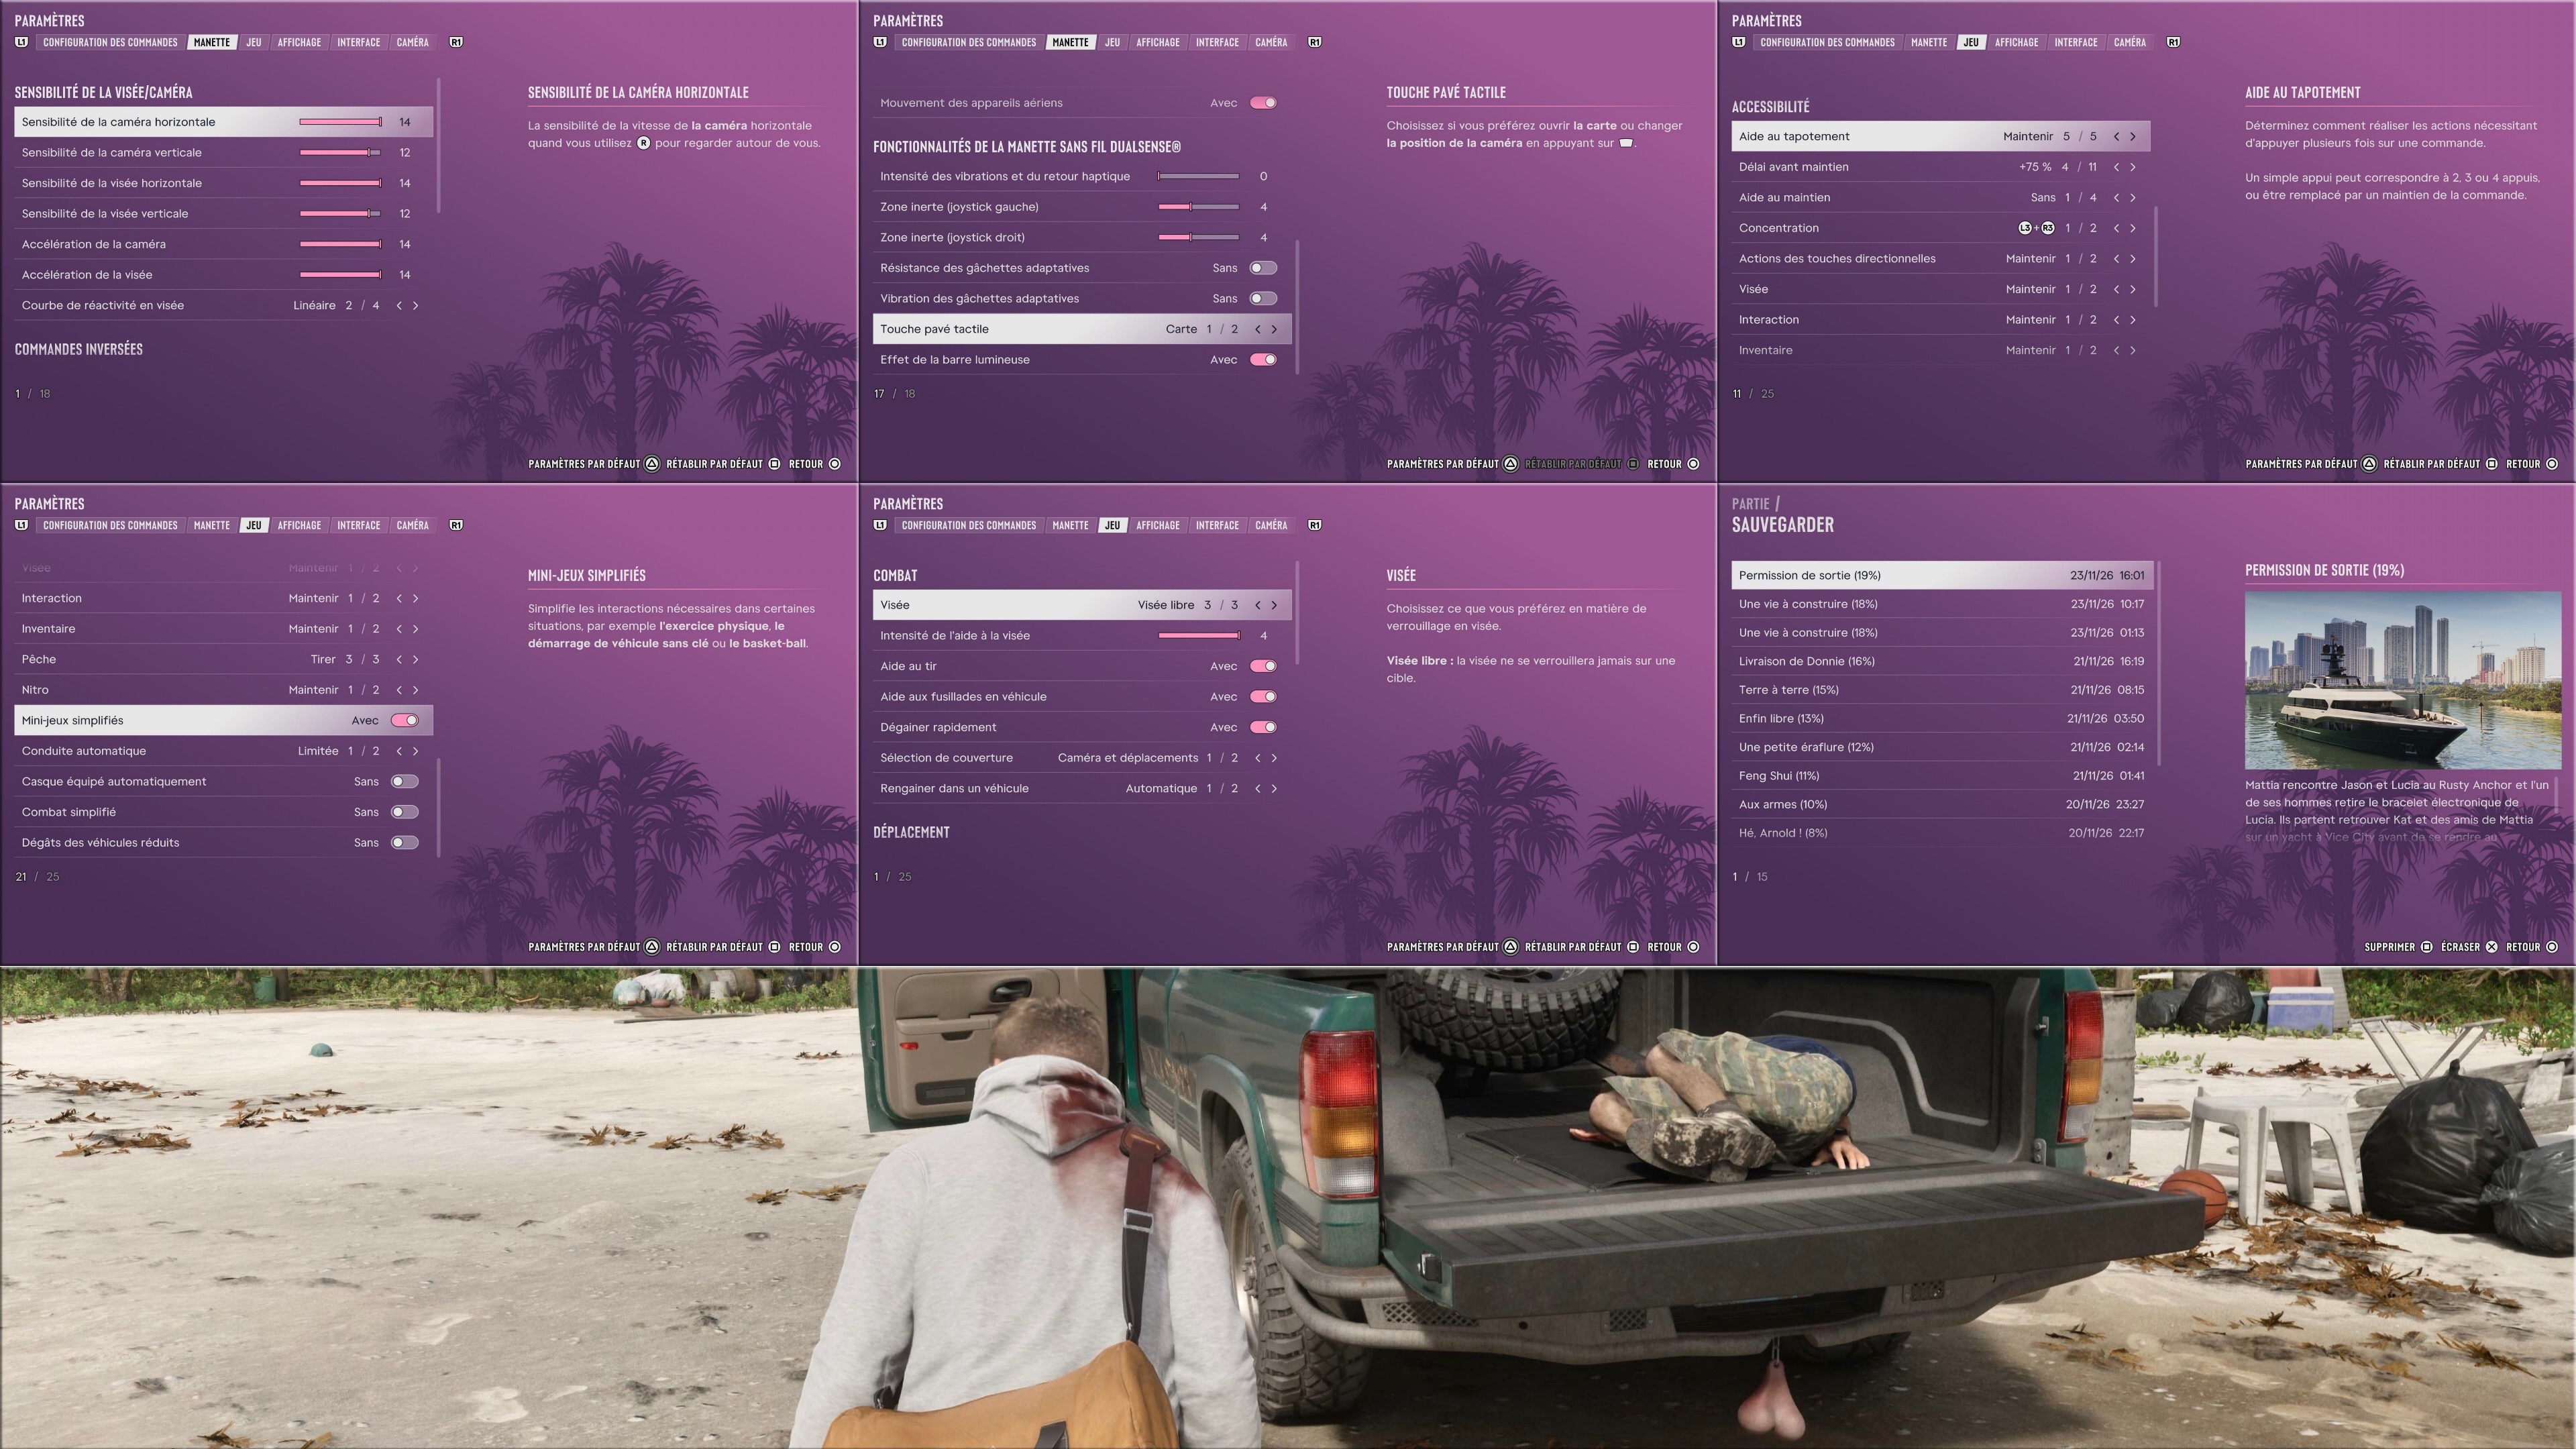 PARAMÈTRES
L1 CONFIGURATION DES COMMANDES MANETTE JEU AFFICHAGE INTERFACE CAMÉRA R1
SENSIBILITÉ DE LA VISÉE/CAMÉRA
Sensibilité de la caméra horizontale 14
Sensibilité de la caméra verticale 12
Sensibilité de la visée horizontale 14
Sensibilité de la visée verticale 12
Accélération de la caméra 14
Accélération de la visée 14
Courbe de réactivité en visée Linéaire 2 / 4
COMMANDES INVERSÉES
1 / 18
SENSIBILITÉ DE LA CAMÉRA HORIZONTALE
La sensibilité de la vitesse de la caméra horizontale
quand vous utilisez R pour regarder autour de vous.
PARAMÈTRES PAR DÉFAUT RÉTABLIR PAR DÉFAUT RETOUR
PARAMÈTRES
L1 CONFIGURATION DES COMMANDES MANETTE JEU AFFICHAGE INTERFACE CAMÉRA R1
Mouvement des appareils aériens Avec
FONCTIONNALITÉS DE LA MANETTE SANS FIL DUALSENSE®
Intensité des vibrations et du retour haptique 0
Zone inerte (joystick gauche) 4
Zone inerte (joystick droit) 4
Résistance des gâchettes adaptatives Sans
Vibration des gâchettes adaptatives Sans
Touche pavé tactile Carte 1 / 2
Effet de la barre lumineuse Avec
17 / 18
TOUCHE PAVÉ TACTILE
Choisissez si vous préférez ouvrir la carte ou changer
la position de la caméra en appuyant sur .
PARAMÈTRES PAR DÉFAUT RÉTABLIR PAR DÉFAUT RETOUR
PARAMÈTRES
L1 CONFIGURATION DES COMMANDES MANETTE JEU AFFICHAGE INTERFACE CAMÉRA R1
ACCESSIBILITÉ
Aide au tapotement Maintenir 5 / 5
Délai avant maintien +75 % 4 / 11
Aide au maintien Sans 1 / 4
Concentration L3+R3 1 / 2
Actions des touches directionnelles Maintenir 1 / 2
Visée Maintenir 1 / 2
Interaction Maintenir 1 / 2
Inventaire Maintenir 1 / 2
11 / 25
AIDE AU TAPOTEMENT
Déterminez comment réaliser les actions nécessitant
d'appuyer plusieurs fois sur une commande.
Un simple appui peut correspondre à 2, 3 ou 4 appuis,
ou être remplacé par un maintien de la commande.
PARAMÈTRES PAR DÉFAUT RÉTABLIR PAR DÉFAUT RETOUR
PARAMÈTRES
L1 CONFIGURATION DES COMMANDES MANETTE JEU AFFICHAGE INTERFACE CAMÉRA R1
Visée Maintenir 1 / 2
Interaction Maintenir 1 / 2
Inventaire Maintenir 1 / 2
Pêche Tirer 3 / 3
Nitro Maintenir 1 / 2
Mini-jeux simplifiés Avec
Conduite automatique Limitée 1 / 2
Casque équipé automatiquement Sans
Combat simplifié Sans
Dégâts des véhicules réduits Sans
21 / 25
MINI-JEUX SIMPLIFIÉS
Simplifie les interactions nécessaires dans certaines
situations, par exemple l'exercice physique, le
démarrage de véhicule sans clé ou le basket-ball.
PARAMÈTRES PAR DÉFAUT RÉTABLIR PAR DÉFAUT RETOUR
PARAMÈTRES
L1 CONFIGURATION DES COMMANDES MANETTE JEU AFFICHAGE INTERFACE CAMÉRA R1
COMBAT
Visée Visée libre 3 / 3
Intensité de l'aide à la visée 4
Aide au tir Avec
Aide aux fusillades en véhicule Avec
Dégainer rapidement Avec
Sélection de couverture Caméra et déplacements 1 / 2
Rengainer dans un véhicule Automatique 1 / 2
DÉPLACEMENT
1 / 25
VISÉE
Choisissez ce que vous préférez en matière de
verrouillage en visée.
Visée libre : la visée ne se verrouillera jamais sur une
cible.
PARAMÈTRES PAR DÉFAUT RÉTABLIR PAR DÉFAUT RETOUR
PARTIE /
SAUVEGARDER
Permission de sortie (19%) 23/11/26 16:01
Une vie à construire (18%) 23/11/26 10:17
Une vie à construire (18%) 23/11/26 01:13
Livraison de Donnie (16%) 21/11/26 16:19
Terre à terre (15%) 21/11/26 08:15
Enfin libre (13%) 21/11/26 03:50
Une petite éraflure (12%) 21/11/26 02:14
Feng Shui (11%) 21/11/26 01:41
Aux armes (10%) 20/11/26 23:27
Hé, Arnold ! (8%) 20/11/26 22:17
1 / 15
PERMISSION DE SORTIE (19%)
Mattia rencontre Jason et Lucia au Rusty Anchor et l'un
de ses hommes retire le bracelet électronique de
Lucia. Ils partent retrouver Kat et des amis de Mattia
sur un yacht à Vice City avant de se rendre au
SUPPRIMER ÉCRASER RETOUR